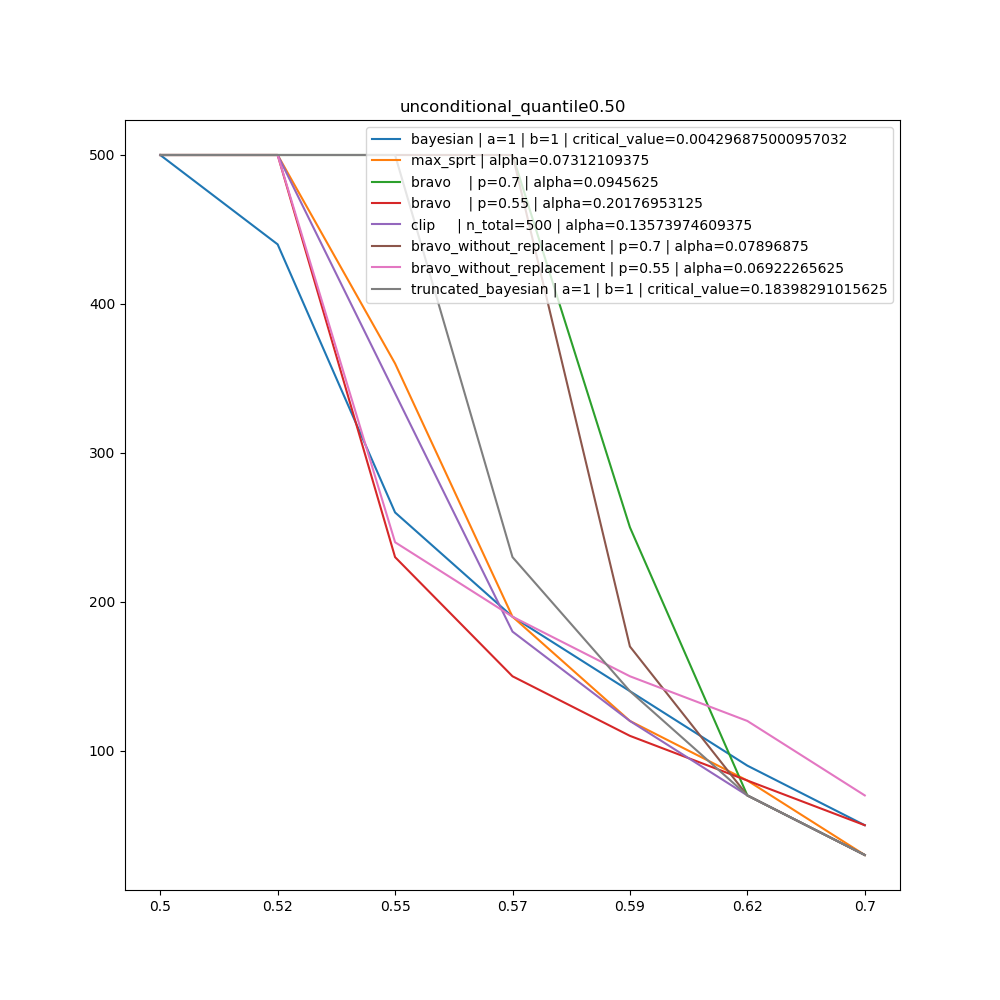 unconditional_quantile0.50
bayesian | a=1 | b=1 | critical_value=0.004296875000957032
max_sprt | alpha=0.07312109375
bravo    | p=0.7 | alpha=0.0945625
bravo    | p=0.55 | alpha=0.20176953125
clip     | n_total=500 | alpha=0.13573974609375
bravo_without_replacement | p=0.7 | alpha=0.07896875
bravo_without_replacement | p=0.55 | alpha=0.06922265625
truncated_bayesian | a=1 | b=1 | critical_value=0.18398291015625
500
400
300
200
100
0.5 0.52 0.55 0.57 0.59 0.62 0.7